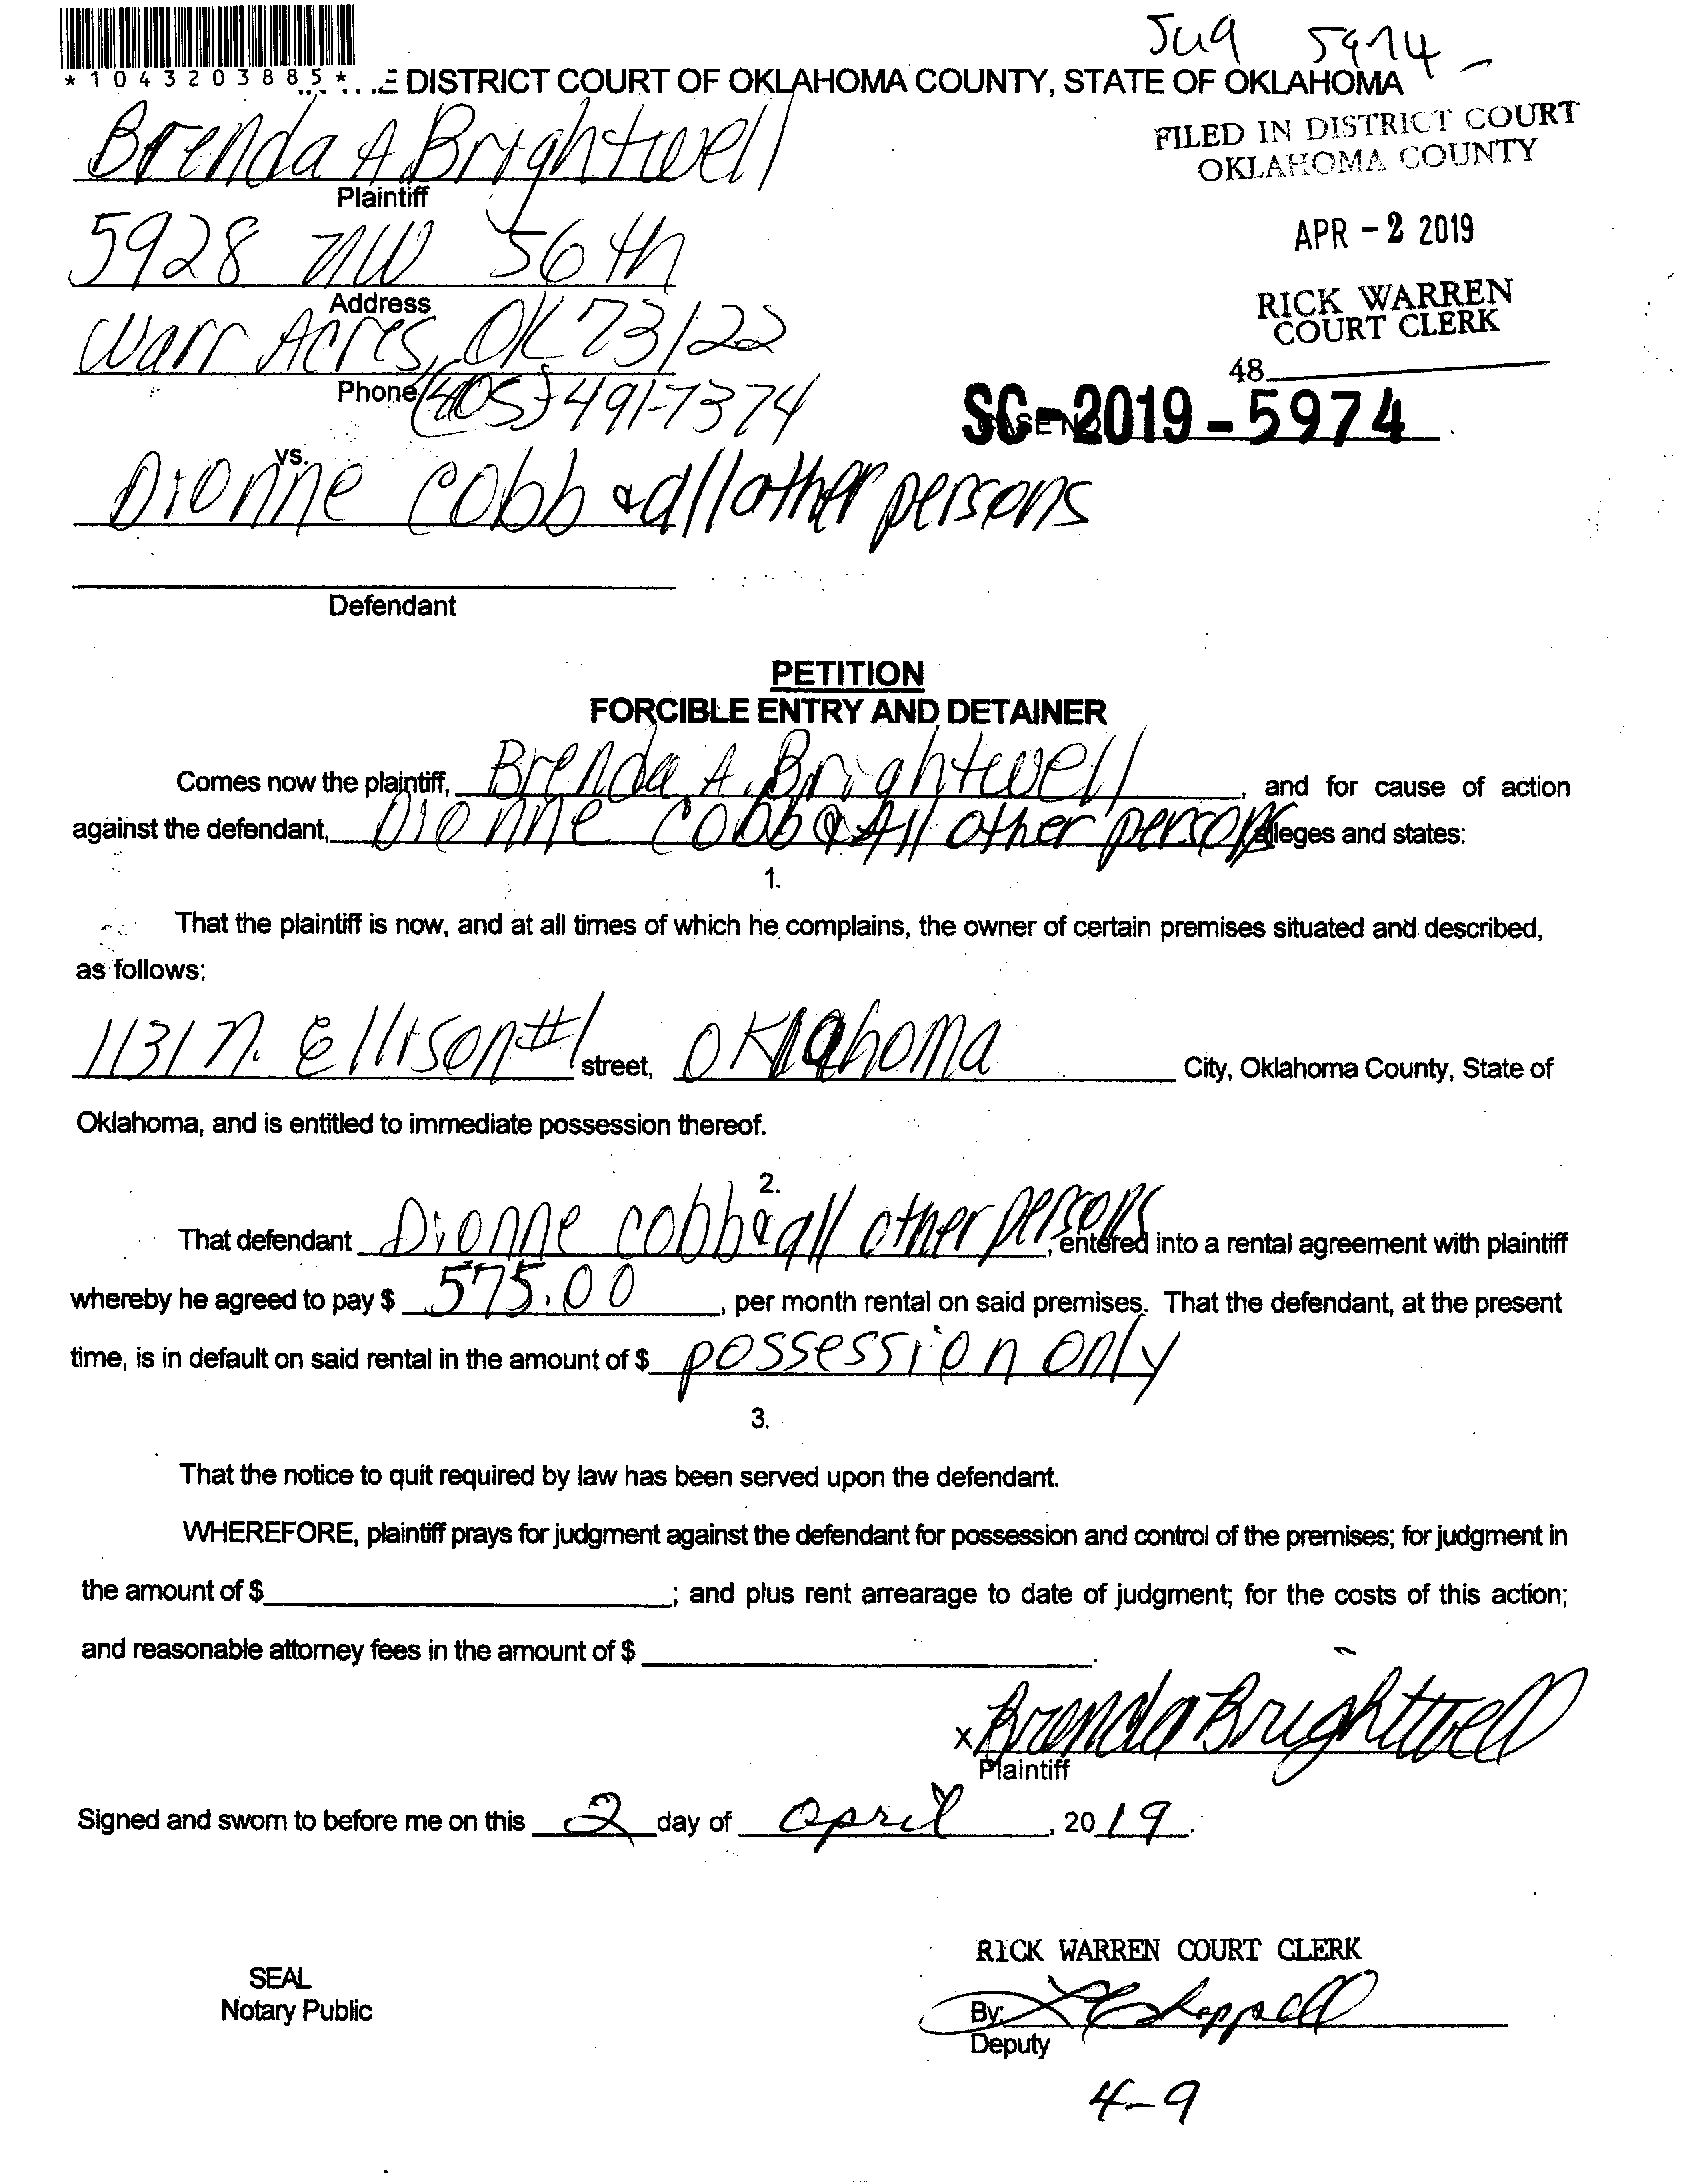 Jug 5974-
*1043203885* DISTRICT COURT OF OKLAHOMA COUNTY, STATE OF OKLAHOMA
FILED IN DISTRICT COURT
OKLAHOMA COUNTY
Brenda A Brightwell
Plaintiff
APR - 2 2019
5928 NW 56th
Address
RICK WARREN
COURT CLERK
Warr Acres, OK 73122
48
Phone (405) 491-7374
SC-2019-5974
vs.
Dionne Cobb & all other persons
Defendant
PETITION
FORCIBLE ENTRY AND DETAINER
Comes now the plaintiff, Brenda A. Brightwell, and for cause of action
against the defendant, Dionne Cobb & All other persons alleges and states:
1.
That the plaintiff is now, and at all times of which he complains, the owner of certain premises situated and described,
as follows:
1131 N. Ellison #1 street, Oklahoma City, Oklahoma County, State of
Oklahoma, and is entitled to immediate possession thereof.
2.
That defendant Dionne Cobb & all other persons, entered into a rental agreement with plaintiff
whereby he agreed to pay $ 575.00, per month rental on said premises. That the defendant, at the present
time, is in default on said rental in the amount of $ possession only
3.
That the notice to quit required by law has been served upon the defendant.
WHEREFORE, plaintiff prays for judgment against the defendant for possession and control of the premises; for judgment in
the amount of $ ; and plus rent arrearage to date of judgment; for the costs of this action;
and reasonable attorney fees in the amount of $ .
x Brenda Brightwell
Plaintiff
Signed and sworn to before me on this 2 day of April, 2019.
RICK WARREN COURT CLERK
SEAL
Notary Public
By:
Deputy
4-9